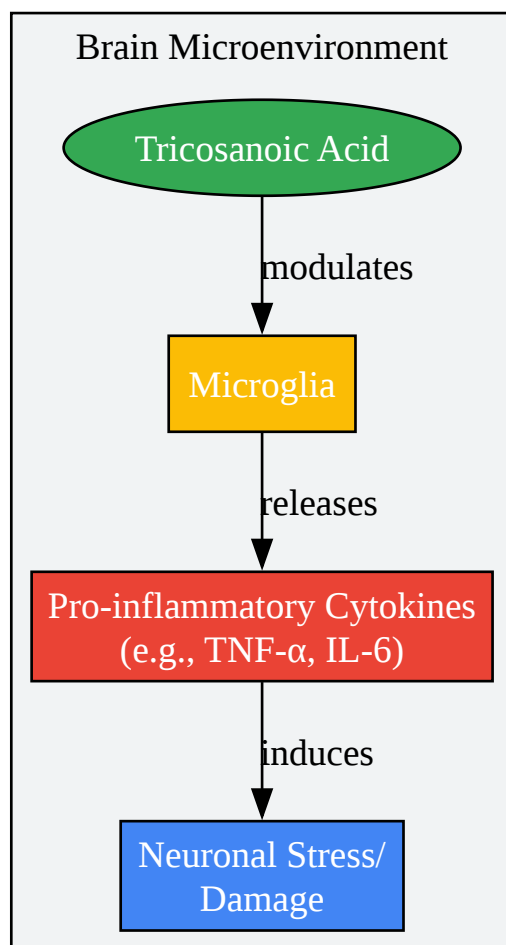 Brain Microenvironment
Tricosanoic Acid
modulates
Microglia
releases
Pro-inflammatory Cytokines
(e.g., TNF-α, IL-6)
induces
Neuronal Stress/
Damage